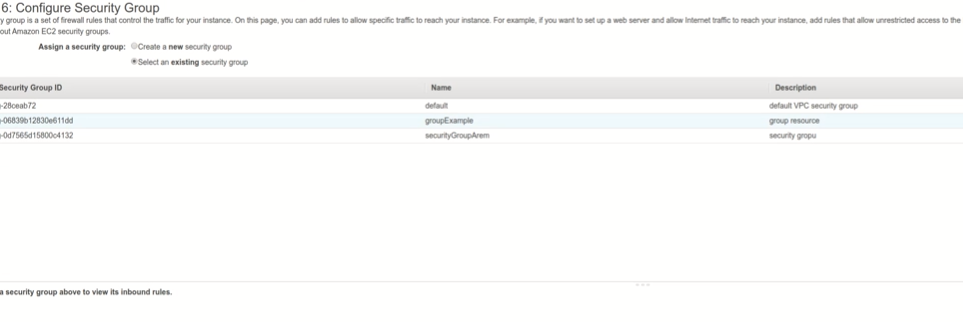 6: Configure Security Group
y group is a set of firewall rules that control the traffic for your instance. On this page, you can add rules to allow specific traffic to reach your instance. For example, if you want to set up a web server and allow Internet traffic to reach your instance, add rules that allow unrestricted access to the
out Amazon EC2 security groups.
Assign a security group: Create a new security group
Select an existing security group
Security Group ID Name Description
-28ceab72 default default VPC security group
-06839b12830e611dd groupExample group resource
-0d7565d15800c4132 securityGroupArem security gropu
a security group above to view its inbound rules.